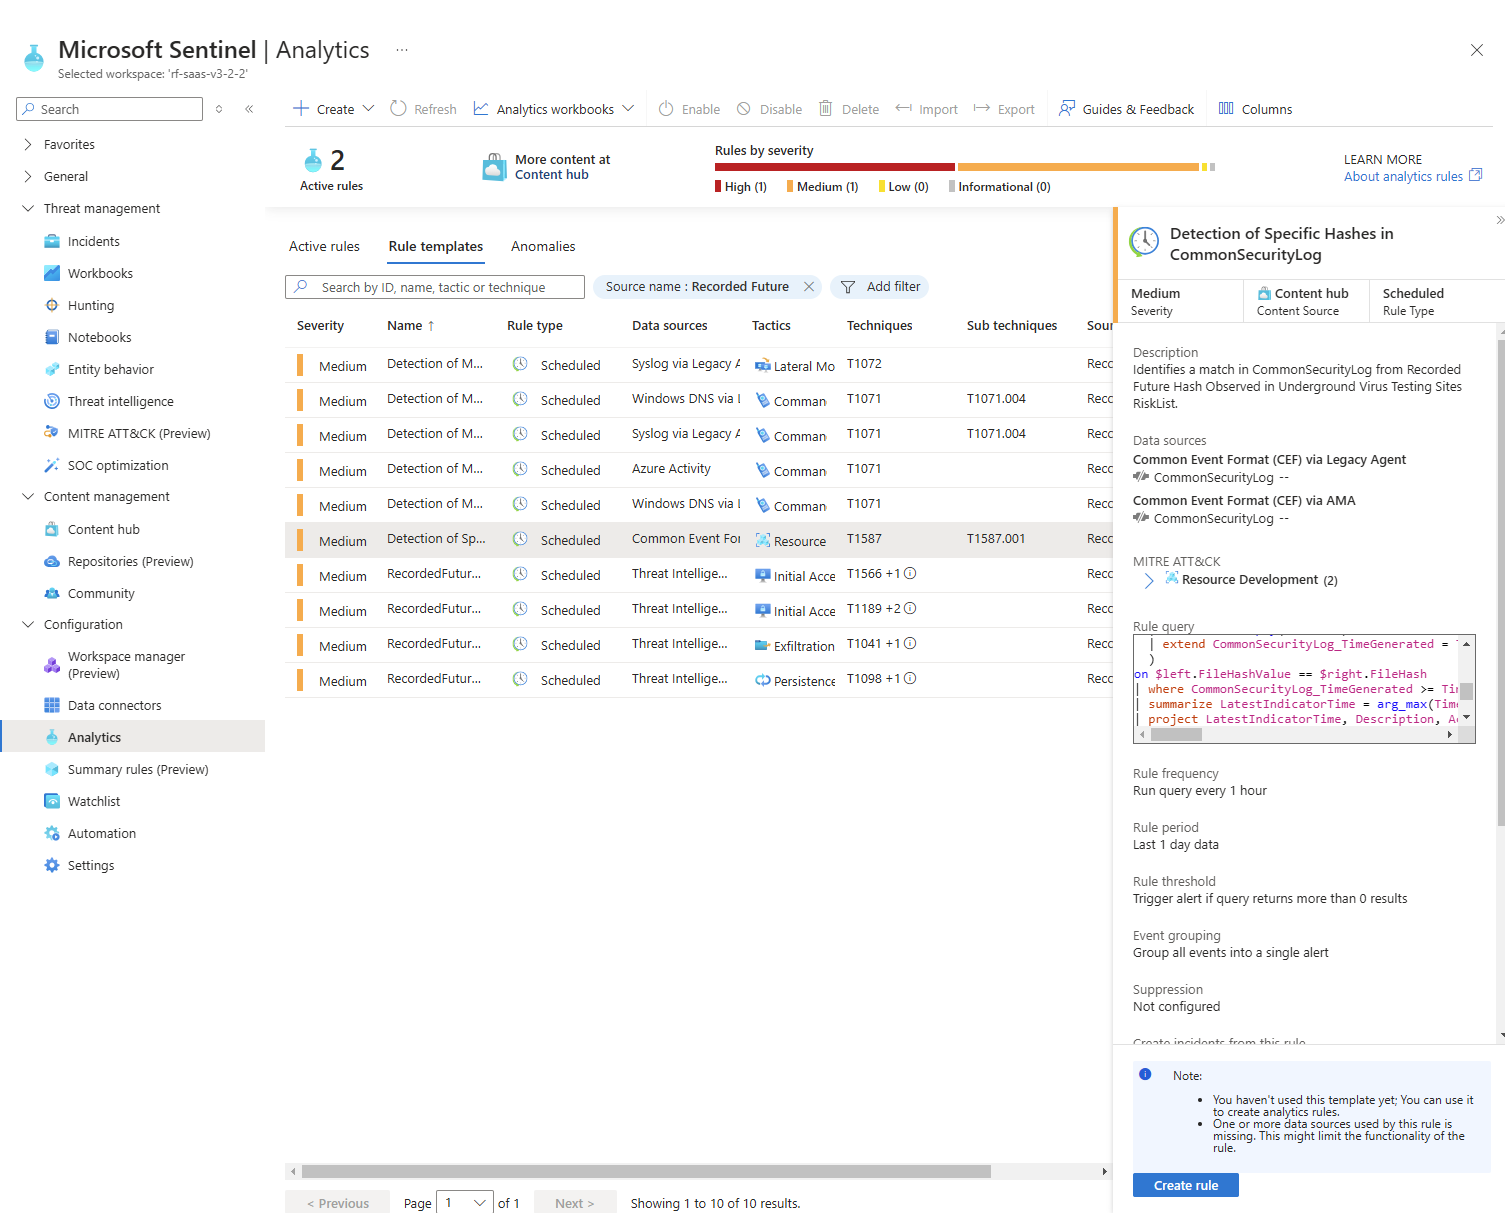 Microsoft Sentinel | Analytics ...
Selected workspace: 'rf-saas-v3-2-2'
Search
Favorites
General
Threat management
Incidents
Workbooks
Hunting
Notebooks
Entity behavior
Threat intelligence
MITRE ATT&CK (Preview)
SOC optimization
Content management
Content hub
Repositories (Preview)
Community
Configuration
Workspace manager
(Preview)
Data connectors
Analytics
Summary rules (Preview)
Watchlist
Automation
Settings
Create Refresh Analytics workbooks Enable Disable Delete Import Export Guides & Feedback Columns
2
Active rules
More content at
Content hub
Rules by severity
High (1) Medium (1) Low (0) Informational (0)
LEARN MORE
About analytics rules
Active rules Rule templates Anomalies
Search by ID, name, tactic or technique Source name : Recorded Future Add filter
Severity Name ↑ Rule type Data sources Tactics Techniques Sub techniques Sour
Medium Detection of M... Scheduled Syslog via Legacy A Lateral Mo T1072 Reco
Medium Detection of M... Scheduled Windows DNS via L Comman T1071 T1071.004 Reco
Medium Detection of M... Scheduled Syslog via Legacy A Comman T1071 T1071.004 Reco
Medium Detection of M... Scheduled Azure Activity Comman T1071 Reco
Medium Detection of M... Scheduled Windows DNS via L Comman T1071 Reco
Medium Detection of Sp... Scheduled Common Event For Resource T1587 T1587.001 Reco
Medium RecordedFutur... Scheduled Threat Intellige... Initial Acce T1566 +1 Reco
Medium RecordedFutur... Scheduled Threat Intellige... Initial Acce T1189 +2 Reco
Medium RecordedFutur... Scheduled Threat Intellige... Exfiltration T1041 +1 Reco
Medium RecordedFutur... Scheduled Threat Intellige... Persistence T1098 +1 Reco
< Previous Page 1 of 1 Next > Showing 1 to 10 of 10 results.
Detection of Specific Hashes in
CommonSecurityLog
Medium Content hub Scheduled
Severity Content Source Rule Type
Description
Identifies a match in CommonSecurityLog from Recorded
Future Hash Observed in Underground Virus Testing Sites
RiskList.
Data sources
Common Event Format (CEF) via Legacy Agent
CommonSecurityLog --
Common Event Format (CEF) via AMA
CommonSecurityLog --
MITRE ATT&CK
Resource Development (2)
Rule query
| extend CommonSecurityLog_TimeGenerated = T
)
on $left.FileHashValue == $right.FileHash
| where CommonSecurityLog_TimeGenerated >= Tim
| summarize LatestIndicatorTime = arg_max(Time
| project LatestIndicatorTime, Description, Ac
Rule frequency
Run query every 1 hour
Rule period
Last 1 day data
Rule threshold
Trigger alert if query returns more than 0 results
Event grouping
Group all events into a single alert
Suppression
Not configured
Create incidents from this rule
Note:
• You haven't used this template yet; You can use it
to create analytics rules.
• One or more data sources used by this rule is
missing. This might limit the functionality of the
rule.
Create rule